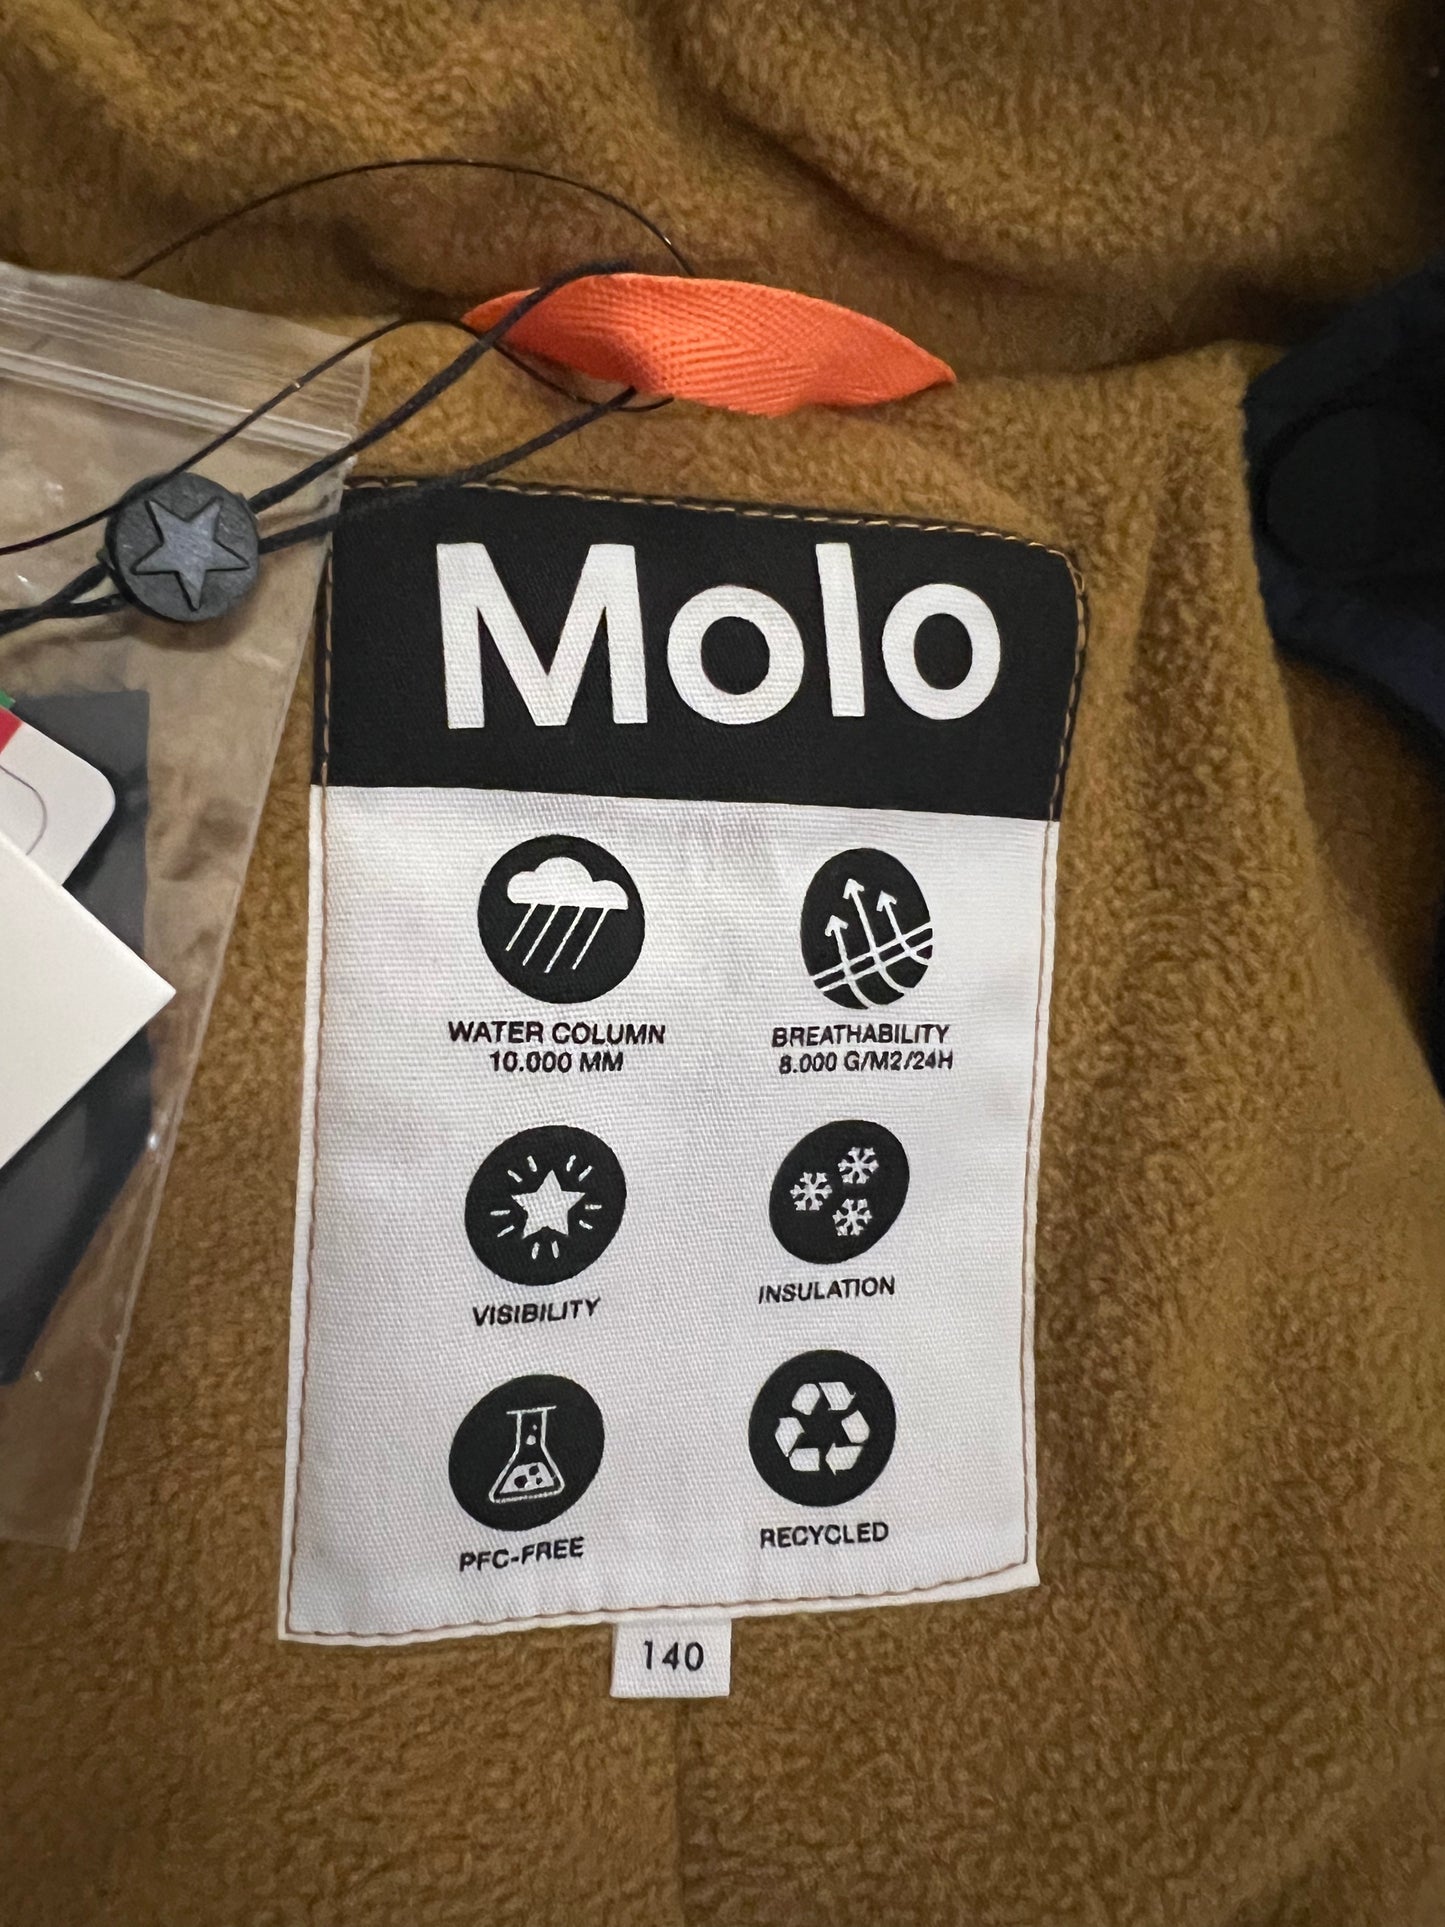 Molo
WATER COLUMN
10.000 MM
BREATHABILITY
8.000 G/M2/24H
VISIBILITY
INSULATION
PFC-FREE
RECYCLED
140